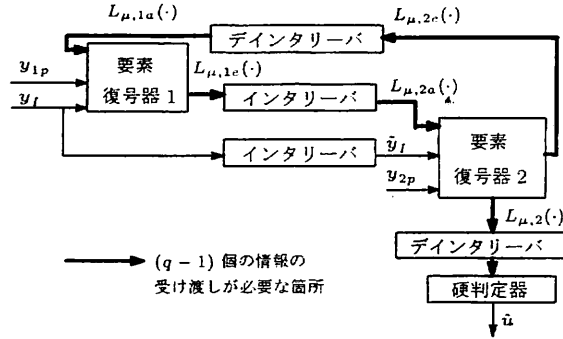 L_{μ,1a}(·)
デインタリーバ
L_{μ,2e}(·)
要素
復号器 1
y_{1p}
y_I
L_{μ,1e}(·)
インタリーバ
L_{μ,2a}(·)
インタリーバ
ỹ_I
y_{2p}
要素
復号器 2
L_{μ,2}(·)
デインタリーバ
硬判定器
û
(q − 1) 個の情報の
受け渡しが必要な箇所